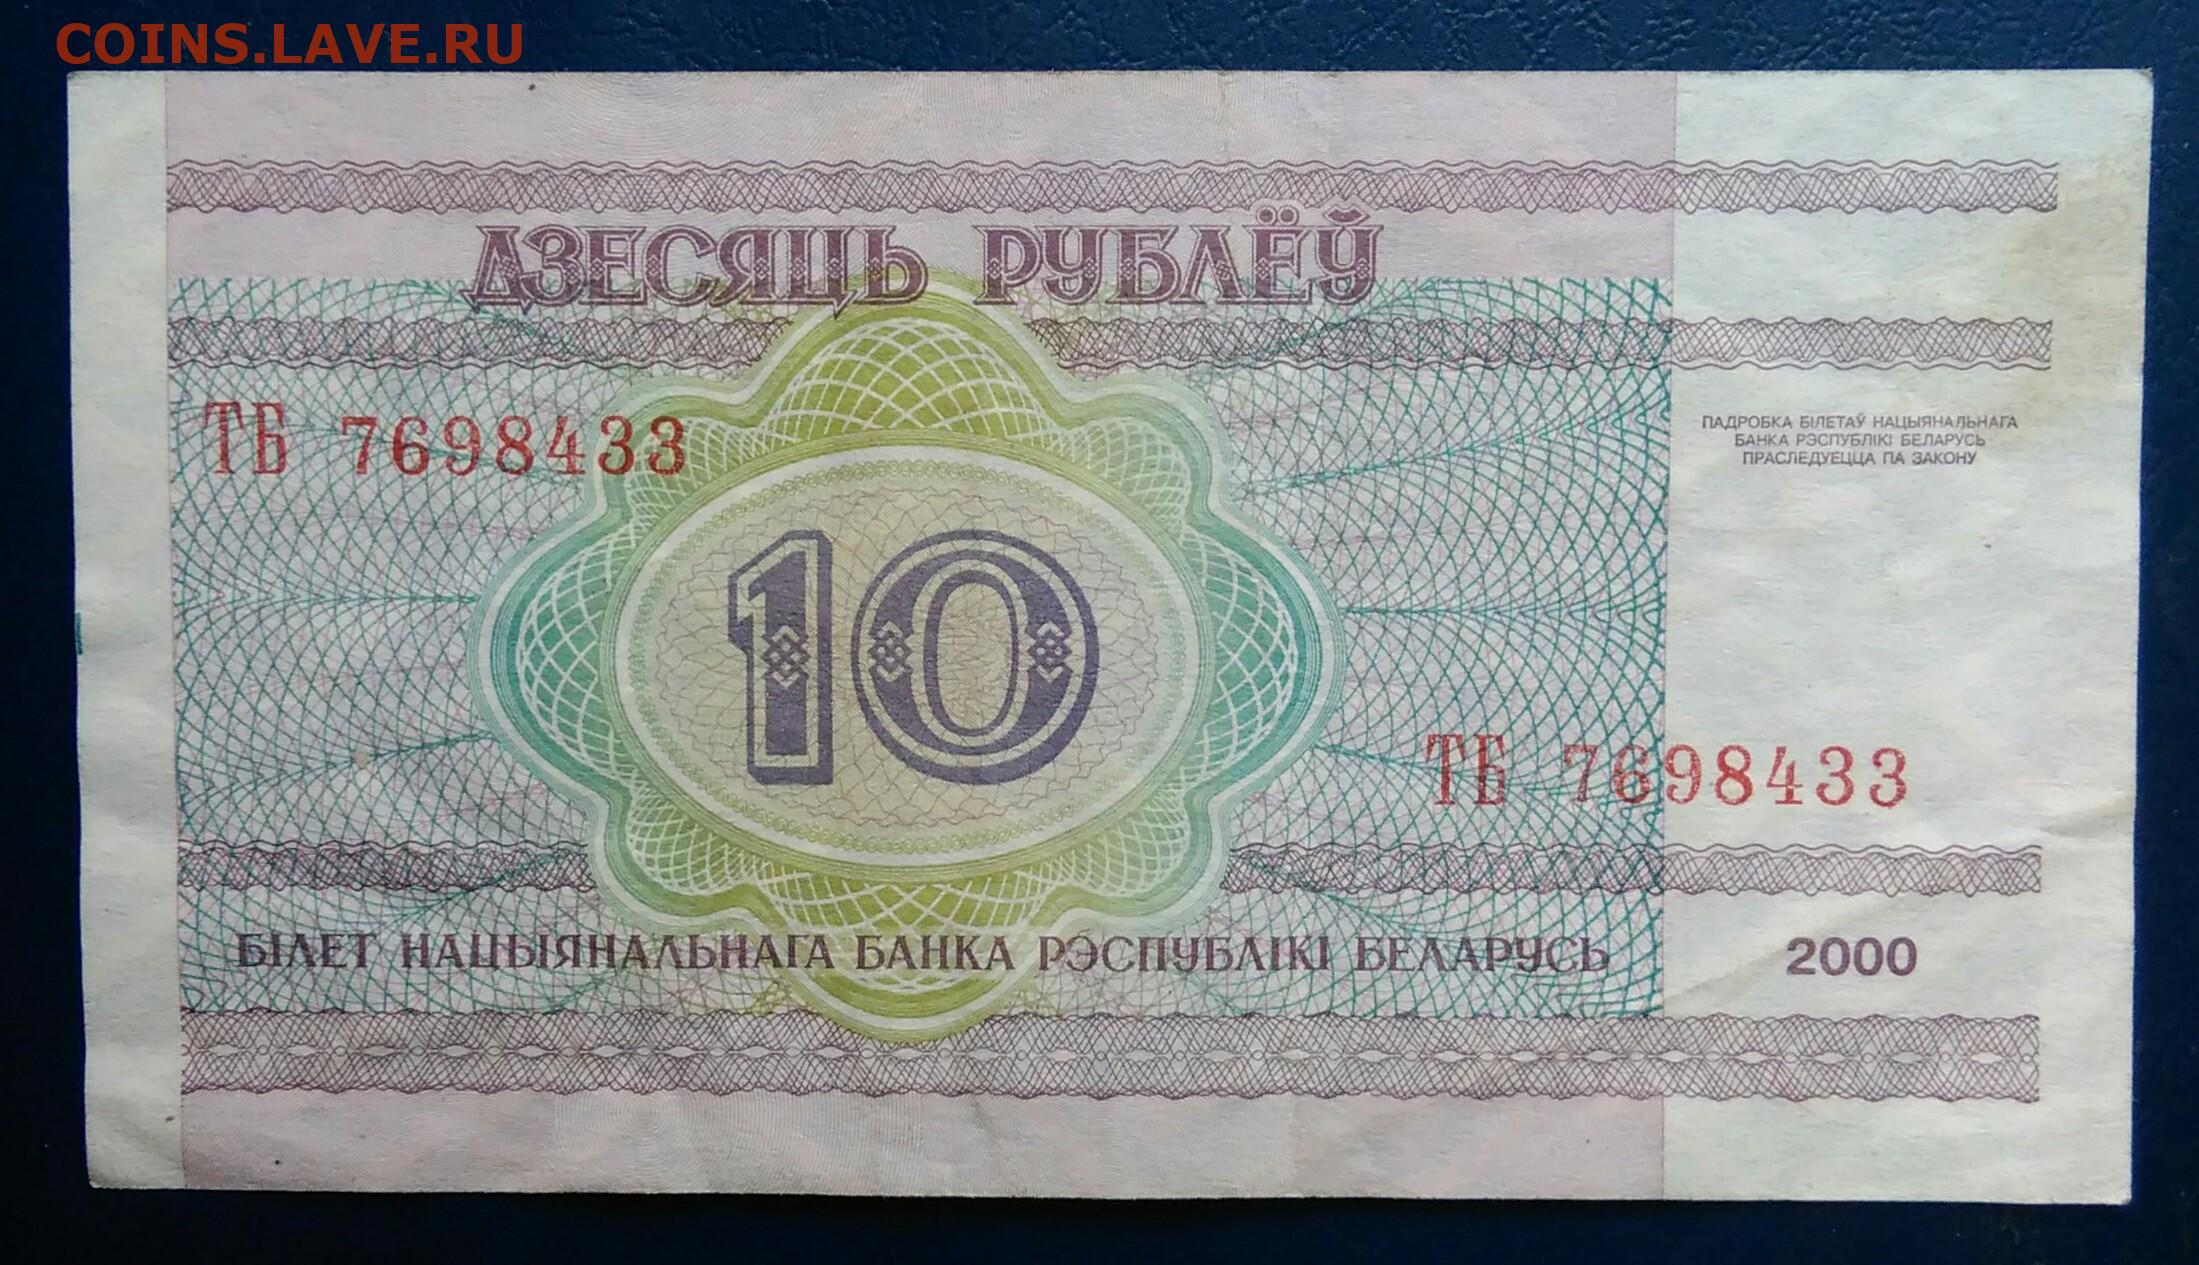 COINS.LAVE.RU
ДЗЕСЯЦЬ РУБЛЁЎ
ТБ 7698433
ПАДРОБКА БІЛЕТАЎ НАЦЫЯНАЛЬНАГА
БАНКА РЭСПУБЛІКІ БЕЛАРУСЬ
ПРАСЛЕДУЕЦЦА ПА ЗАКОНУ
10
ТБ 7698433
БІЛЕТ НАЦЫЯНАЛЬНАГА БАНКА РЭСПУБЛІКІ БЕЛАРУСЬ
2000